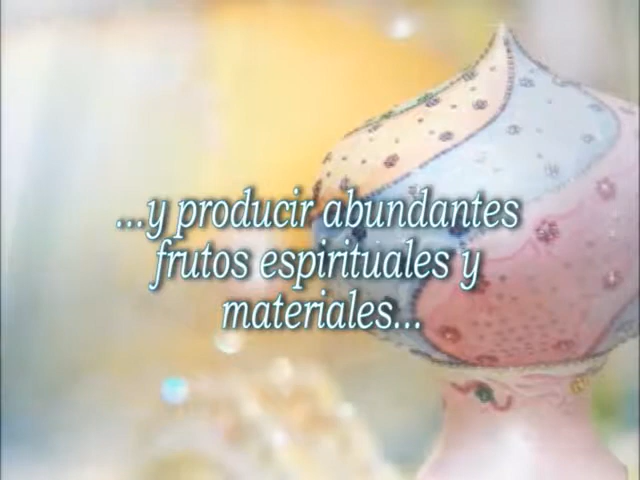 ...y producir abundantes
frutos espirituales y
materiales...